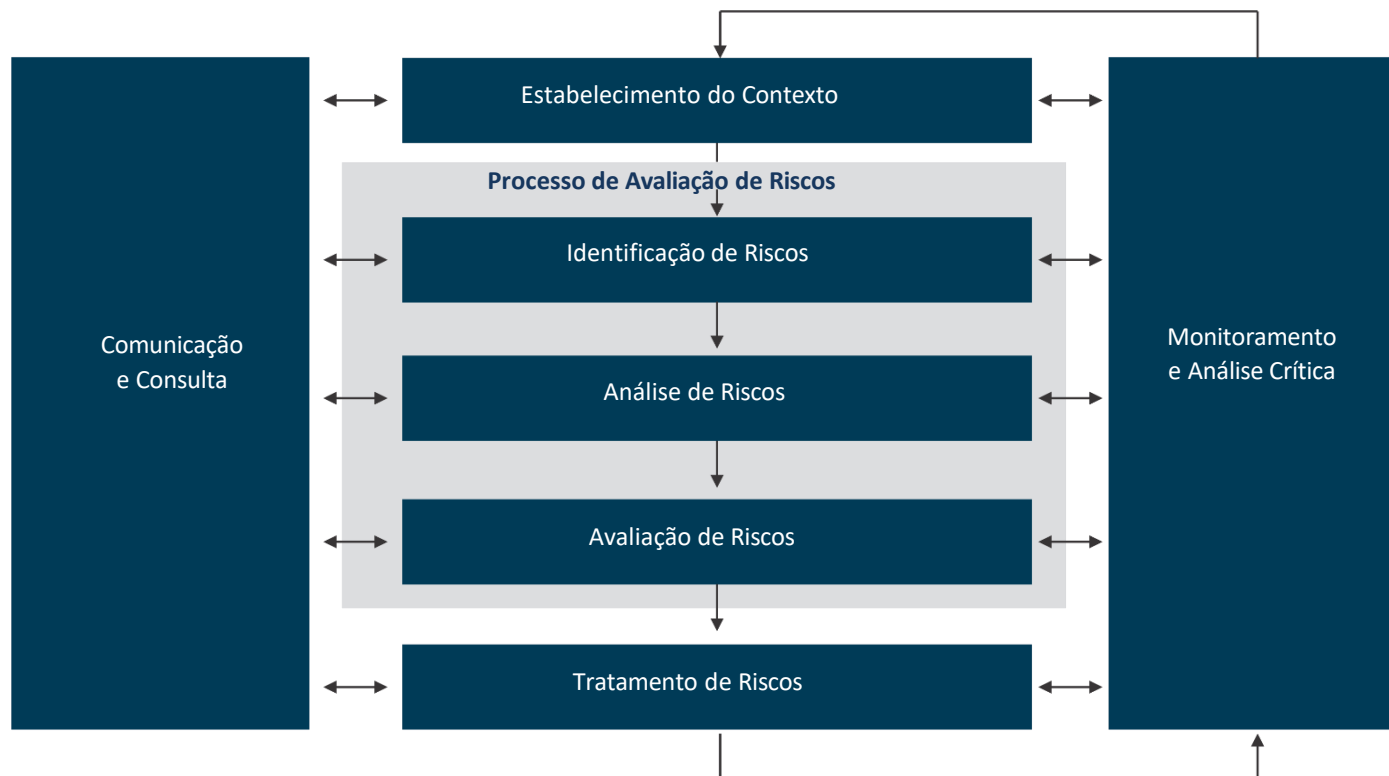 Estabelecimento do Contexto
Processo de Avaliação de Riscos
Identificação de Riscos
Comunicação
e Consulta
Monitoramento
e Análise Crítica
Análise de Riscos
Avaliação de Riscos
Tratamento de Riscos